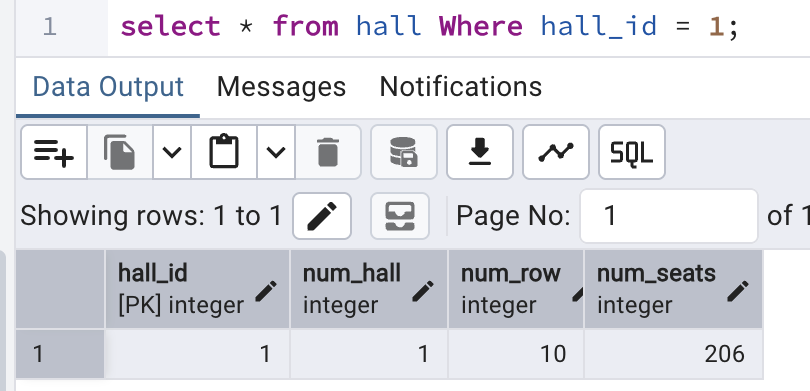 1 select * from hall Where hall_id = 1;
Data Output Messages Notifications
SQL
Showing rows: 1 to 1 Page No: 1 of 1
hall_id num_hall num_row num_seats
[PK] integer integer integer integer
1 1 1 10 206